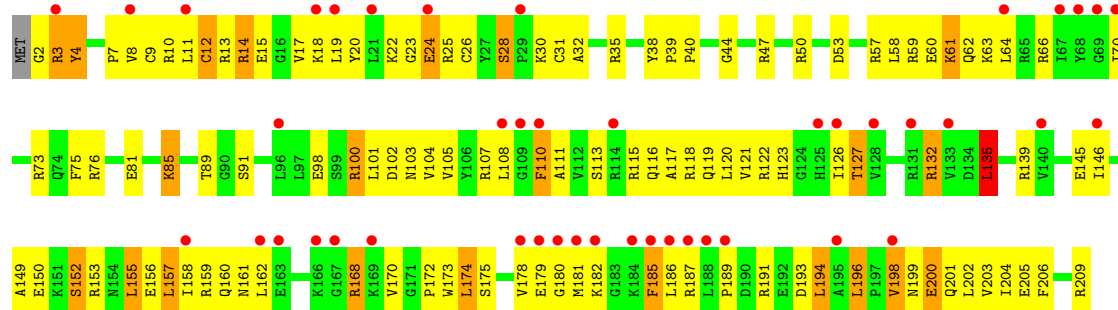 MET G2 R3 Y4 P7 V8 C9 R10 L11 C12 R13 R14 E15 G16 V17 K18 L19 Y20 L21 K22 G23 E24 R25 C26 Y27 S28 P29 K30 C31 A32 R35 Y38 P39 P40 G44 R47 R50 D53 R57 L58 R59 E60 K61 Q62 K63 L64 R65 R66 I67 Y68 G69 I70
R73 Q74 F75 R76 E81 K85 T89 G90 S91 L96 L97 E98 S99 R100 L101 D102 N103 V104 V105 Y106 R107 L108 G109 F110 A111 V112 S113 R114 R115 Q116 A117 R118 Q119 L120 V121 R122 H123 G124 H125 I126 T127 V128 R131 R132 V133 D134 L135 R139 V140 E145 I146
A149 E150 K151 S152 R153 N154 L155 E156 L157 I158 R159 Q160 N161 L162 E163 K166 G167 R168 K169 V170 G171 P172 W173 L174 S175 V178 E179 G180 M181 K182 G183 K184 F185 L186 R187 L188 P189 D190 R191 E192 D193 L194 A195 L196 P197 V198 N199 E200 Q201 L202 V203 I204 E205 F206 R209